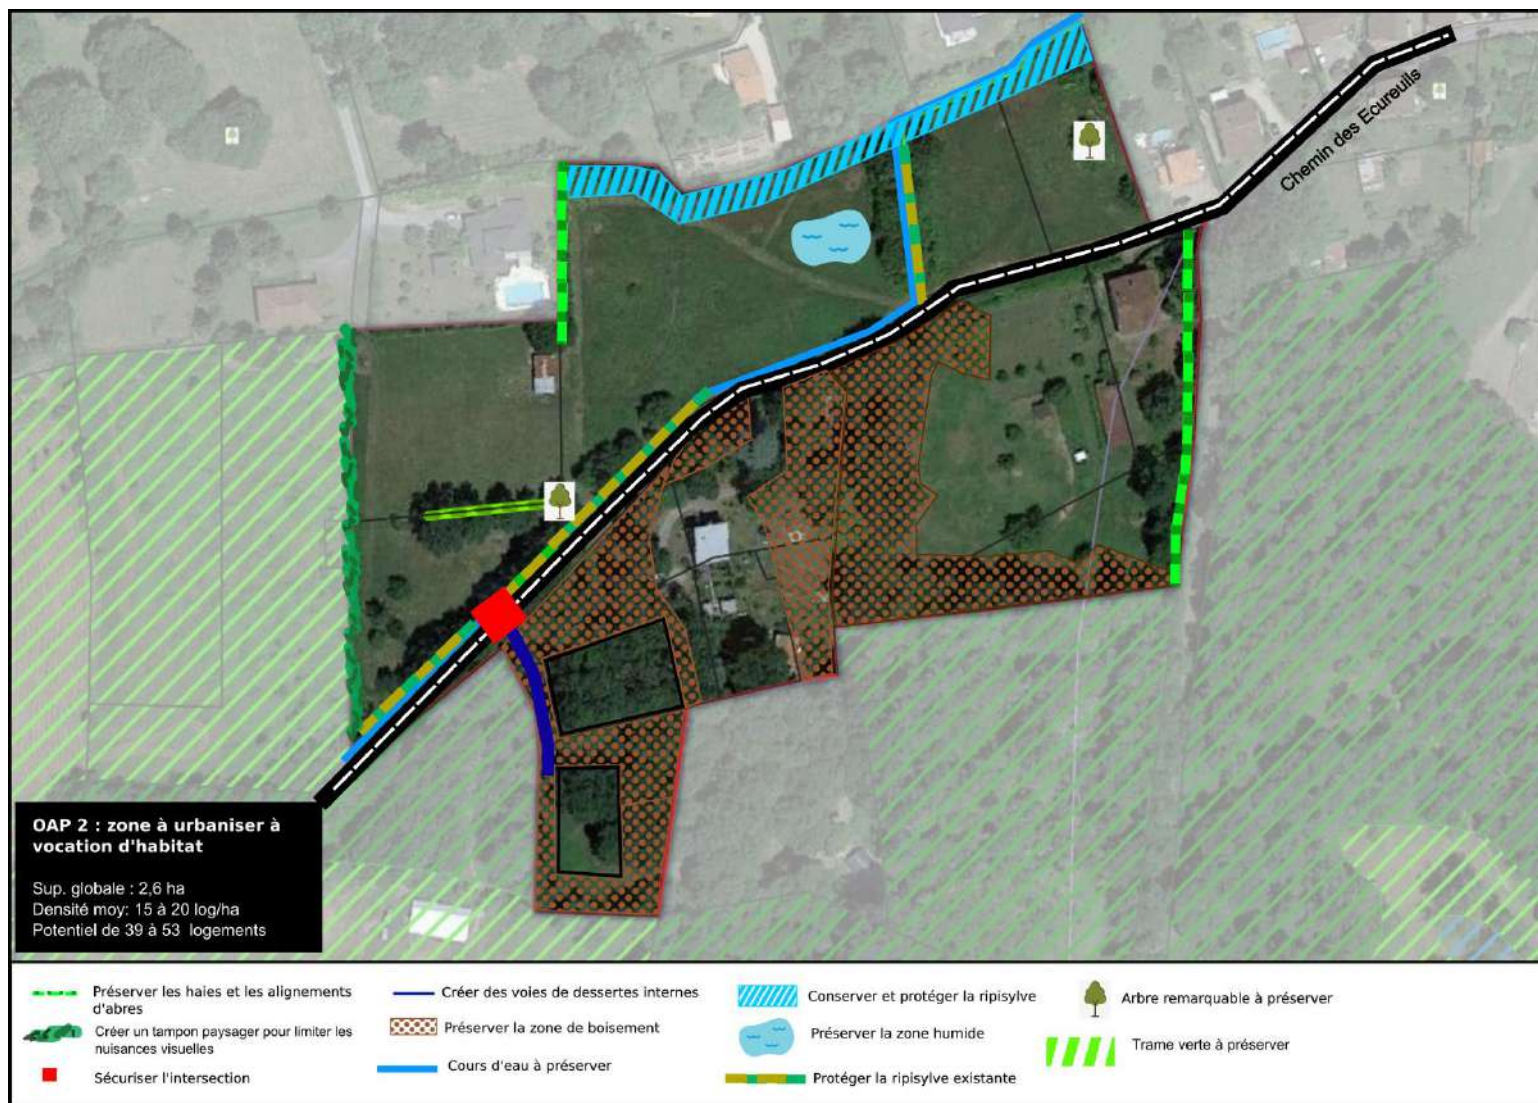 Chemin des Ecureuils
OAP 2 : zone à urbaniser à
vocation d'habitat
Sup. globale : 2,6 ha
Densité moy: 15 à 20 log/ha
Potentiel de 39 à 53 logements
Préserver les haies et les alignements
d'abres
Créer un tampon paysager pour limiter les
nuisances visuelles
Sécuriser l'intersection
Créer des voies de dessertes internes
Préserver la zone de boisement
Cours d'eau à préserver
Conserver et protéger la ripisylve
Préserver la zone humide
Protéger la ripisylve existante
Arbre remarquable à préserver
Trame verte à préserver